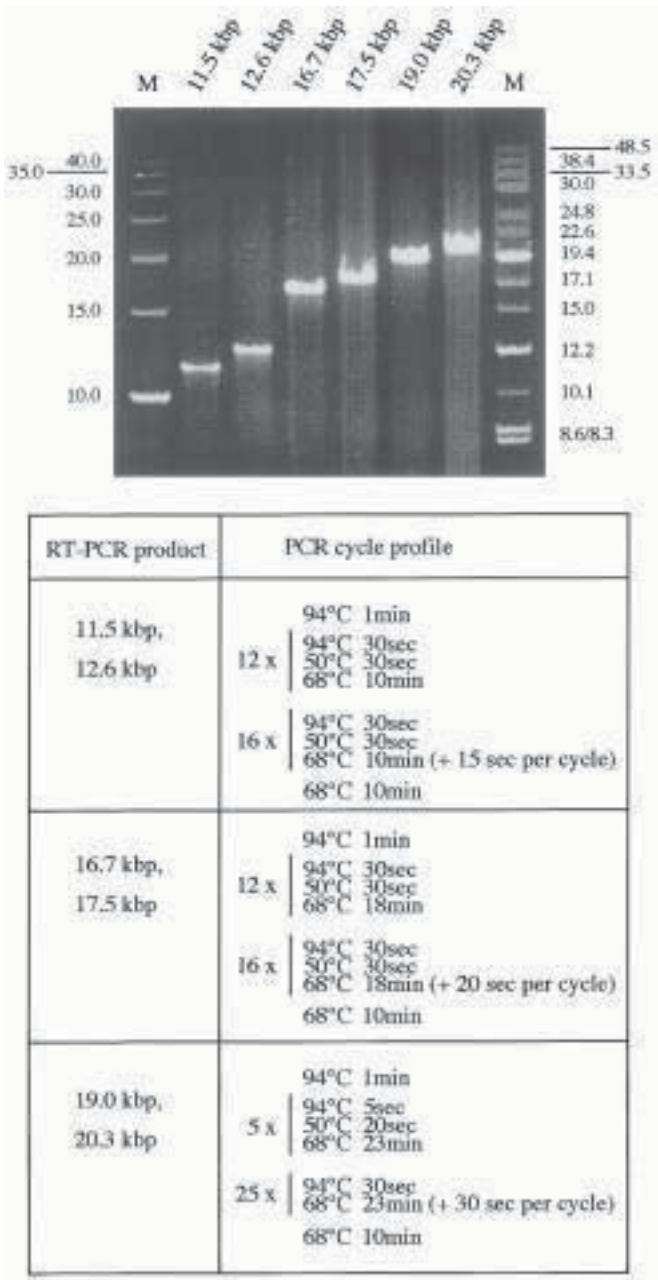 M 11.5 kbp 12.6 kbp 16.7 kbp 17.5 kbp 19.0 kbp 20.3 kbp M
40.0
35.0
30.0
25.0
20.0
15.0
10.0
48.5
38.4
33.5
30.0
24.8
22.6
19.4
17.1
15.0
12.2
10.1
8.6/8.3
RT-PCR product PCR cycle profile
11.5 kbp,
12.6 kbp
94°C 1min
12 x
94°C 30sec
50°C 30sec
68°C 10min
16 x
94°C 30sec
50°C 30sec
68°C 10min (+ 15 sec per cycle)
68°C 10min
16.7 kbp,
17.5 kbp
94°C 1min
12 x
94°C 30sec
50°C 30sec
68°C 18min
16 x
94°C 30sec
50°C 30sec
68°C 18min (+ 20 sec per cycle)
68°C 10min
19.0 kbp,
20.3 kbp
94°C 1min
5 x
94°C 5sec
50°C 20sec
68°C 23min
25 x
94°C 30sec
68°C 23min (+ 30 sec per cycle)
68°C 10min